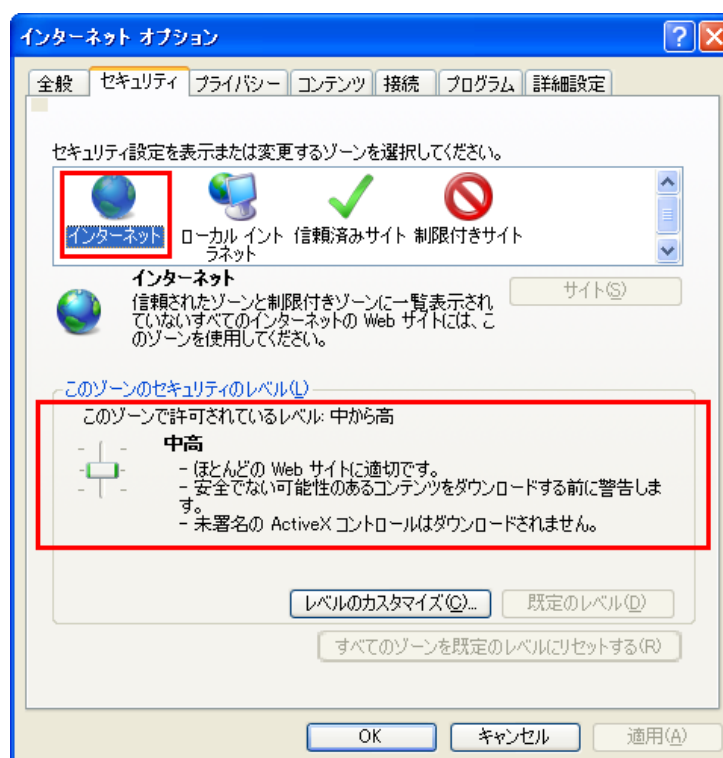 インターネット オプション
全般 セキュリティ プライバシー コンテンツ 接続 プログラム 詳細設定
セキュリティ設定を表示または変更するゾーンを選択してください。
インターネット ローカル イント 信頼済みサイト 制限付きサイト
ラネット
インターネット
サイト(S)
信頼されたゾーンと制限付きゾーンに一覧表示され
ていないすべてのインターネットの Web サイトには、こ
のゾーンを使用してください。
このゾーンのセキュリティのレベル(L)
このゾーンで許可されているレベル: 中から高
中高
- ほとんどの Web サイトに適切です。
- 安全でない可能性のあるコンテンツをダウンロードする前に警告しま
す。
- 未署名の ActiveX コントロールはダウンロードされません。
レベルのカスタマイズ(C)... 既定のレベル(D)
すべてのゾーンを既定のレベルにリセットする(R)
OK キャンセル 適用(A)